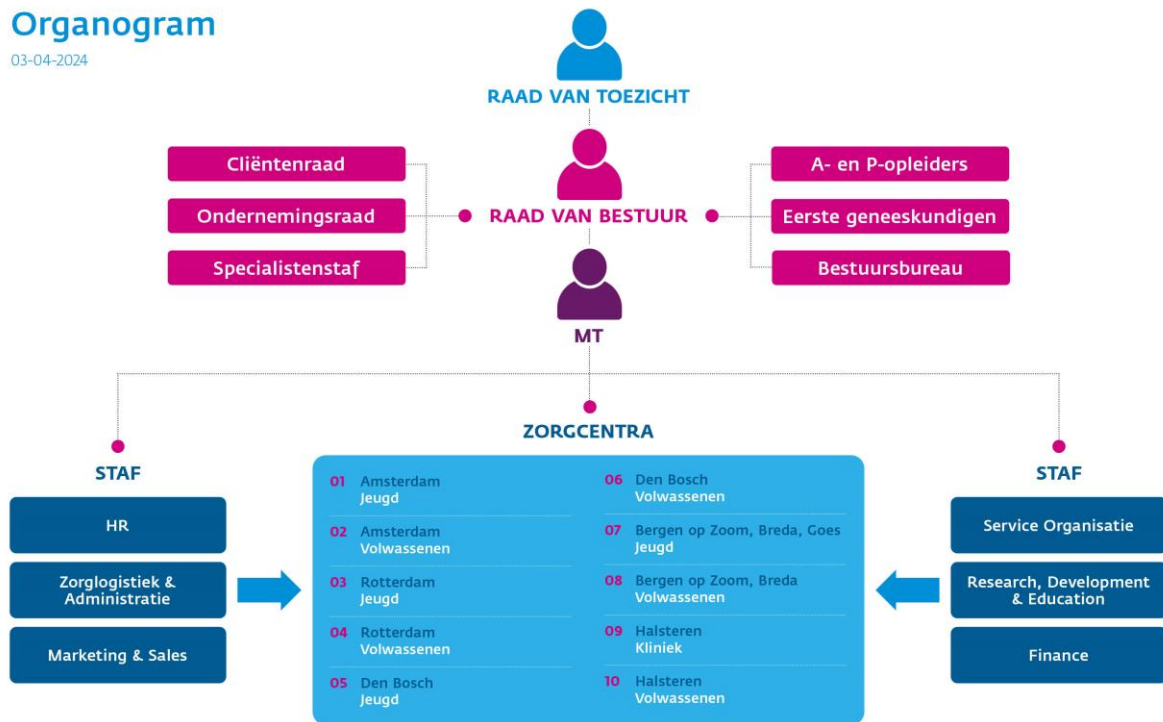 Organogram
03-04-2024
RAAD VAN TOEZICHT
Cliëntenraad
Ondernemingsraad
Specialistenstaf
RAAD VAN BESTUUR
A- en P-opleiders
Eerste geneeskundigen
Bestuursbureau
MT
STAF
HR
Zorglogistiek &
Administratie
Marketing & Sales
ZORGCENTRA
01 Amsterdam
Jeugd
02 Amsterdam
Volwassenen
03 Rotterdam
Jeugd
04 Rotterdam
Volwassenen
05 Den Bosch
Jeugd
06 Den Bosch
Volwassenen
07 Bergen op Zoom, Breda, Goes
Jeugd
08 Bergen op Zoom, Breda
Volwassenen
09 Halsteren
Kliniek
10 Halsteren
Volwassenen
STAF
Service Organisatie
Research, Development
& Education
Finance